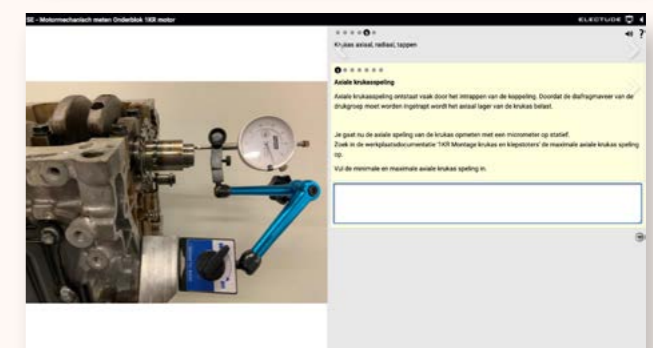 SE - Motormechanisch meten Onderblok 1KR motor
ELECTUDE
Krukas axiaal, radiaal, tappen
Axiale krukasspeling
Axiale krukasspeling ontstaat vaak door het intrappen van de koppeling. Doordat de diafragmaveer van de
drukgroep moet worden ingetrapt wordt het axiaal lager van de krukas belast.
Je gaat nu de axiale speling van de krukas opmeten met een micrometer op statief.
Zoek in de werkplaatsdocumentatie '1KR Montage krukas en klepstoters' de maximale axiale krukas speling
op.
Vul de minimale en maximale axiale krukas speling in.